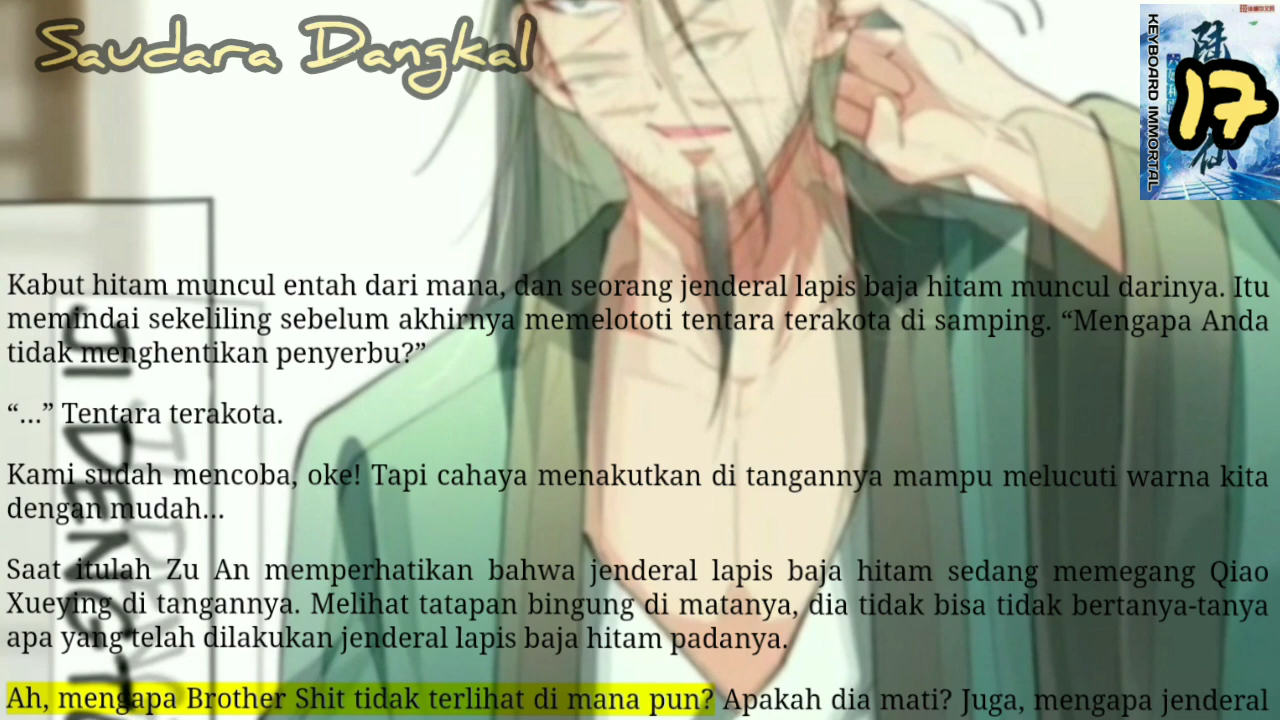 Saudara Dangkal
KEYBOARD IMMORTAL
17
Kabut hitam muncul entah dari mana, dan seorang jenderal lapis baja hitam muncul darinya. Itu
memindai sekeliling sebelum akhirnya memelototi tentara terakota di samping. “Mengapa Anda
tidak menghentikan penyerbu?”
“…” Tentara terakota.
Kami sudah mencoba, oke! Tapi cahaya menakutkan di tangannya mampu melucuti warna kita
dengan mudah…
Saat itulah Zu An memperhatikan bahwa jenderal lapis baja hitam sedang memegang Qiao
Xueying di tangannya. Melihat tatapan bingung di matanya, dia tidak bisa tidak bertanya-tanya
apa yang telah dilakukan jenderal lapis baja hitam padanya.
Ah, mengapa Brother Shit tidak terlihat di mana pun? Apakah dia mati? Juga, mengapa jenderal
JI DENGTU